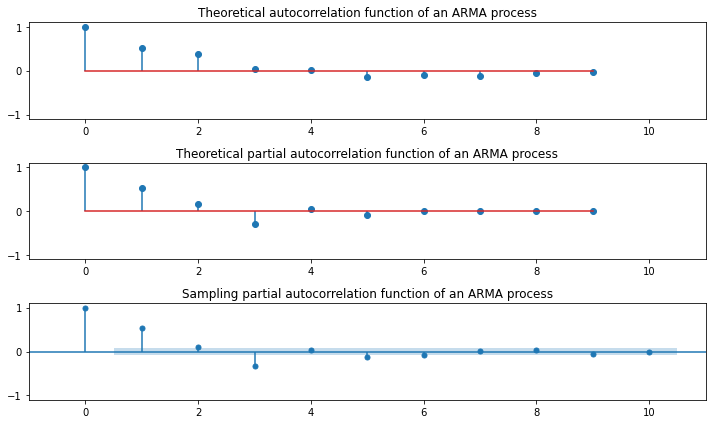 Theoretical autocorrelation function of an ARMA process
1
0
−1
0 2 4 6 8 10
Theoretical partial autocorrelation function of an ARMA process
1
0
−1
0 2 4 6 8 10
Sampling partial autocorrelation function of an ARMA process
1
0
−1
0 2 4 6 8 10